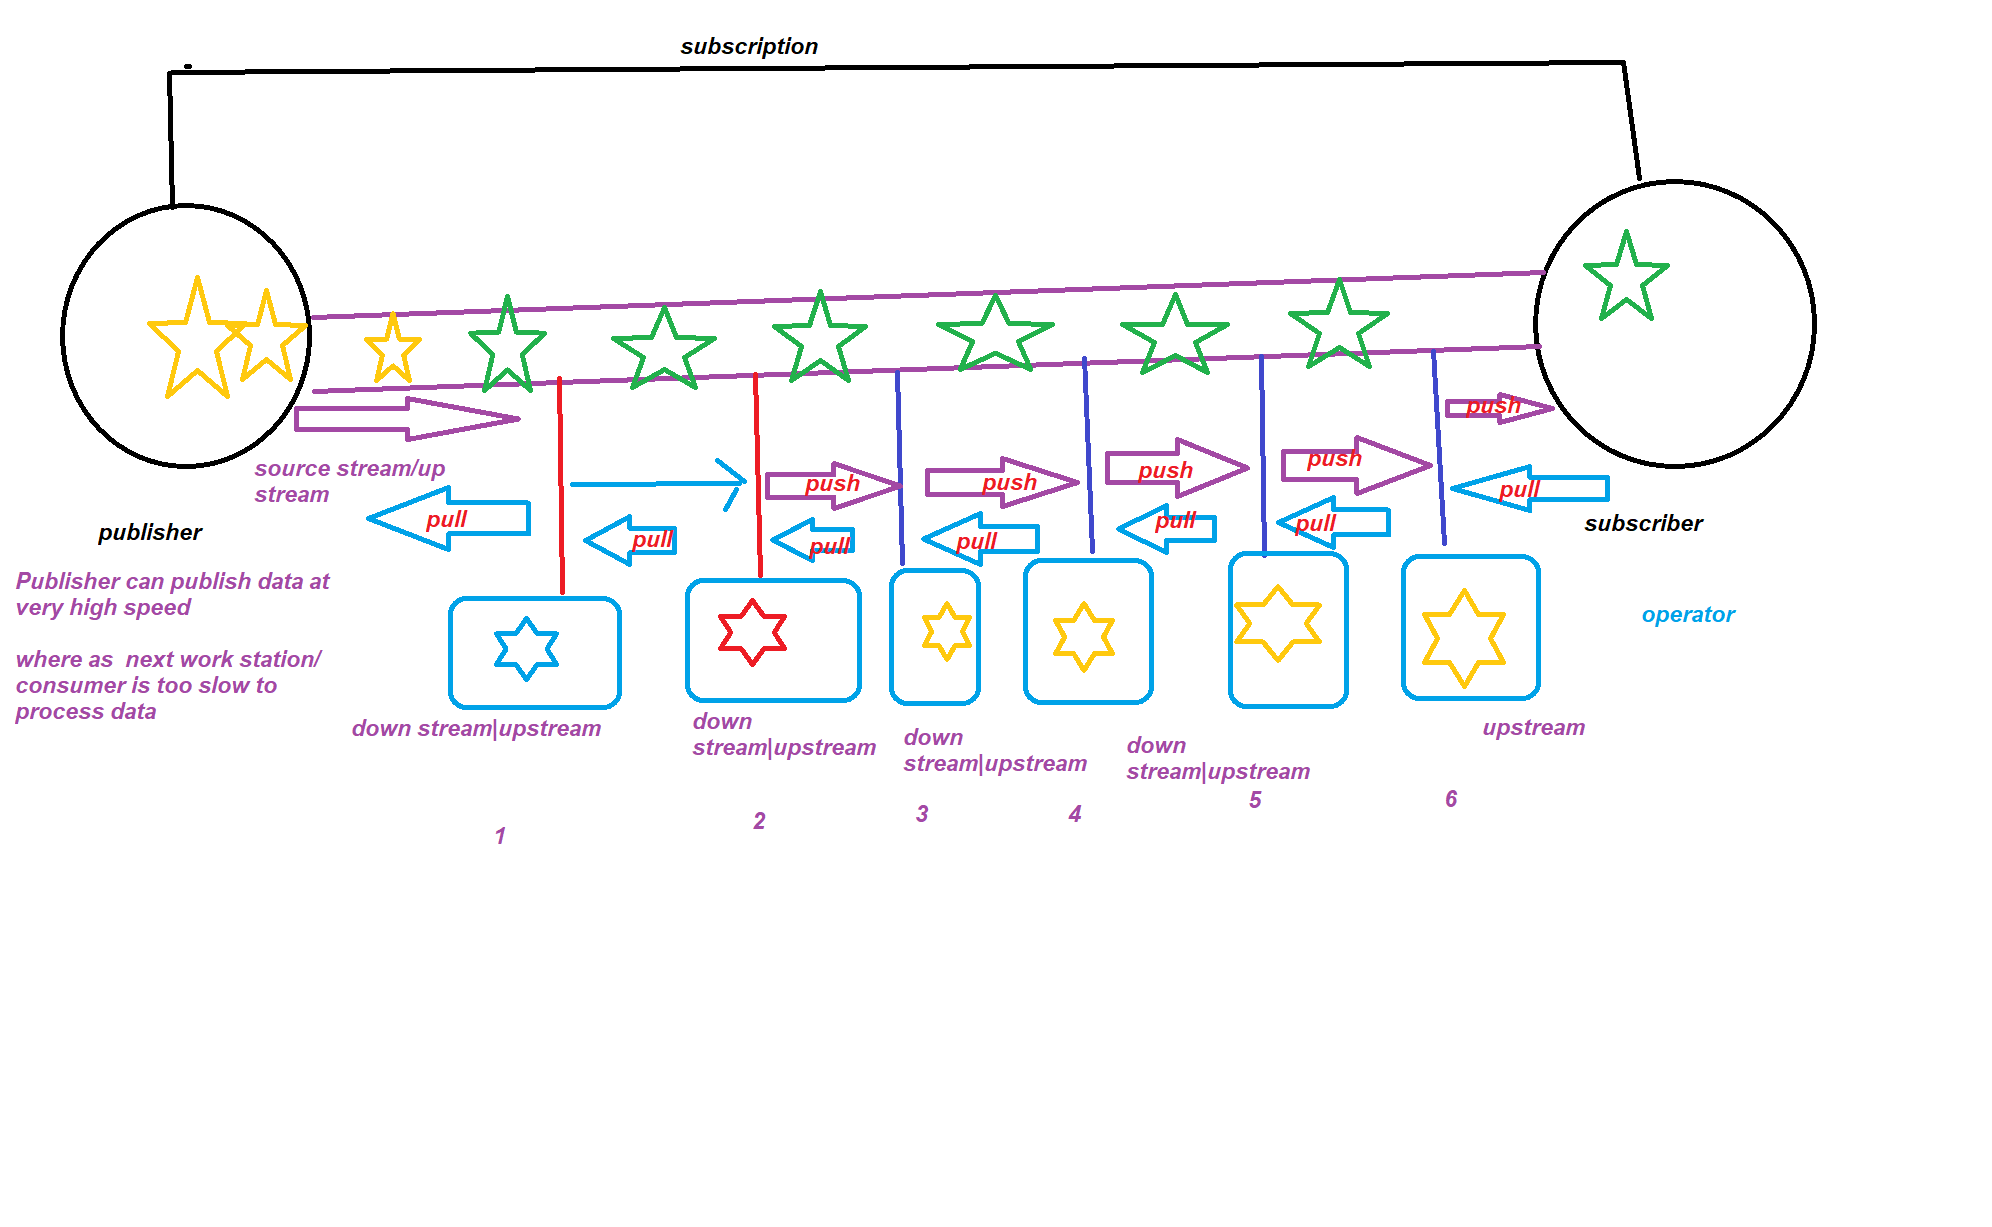 subscription
push
source stream/up
stream
push
push
push
push
pull
pull
pull
pull
pull
pull
pull
publisher
subscriber
Publisher can publish data at
very high speed
operator
where as  next work station/
consumer is too slow to
process data
down stream|upstream
down
stream|upstream
down
stream|upstream
down
stream|upstream
upstream
1
2
3
4
5
6